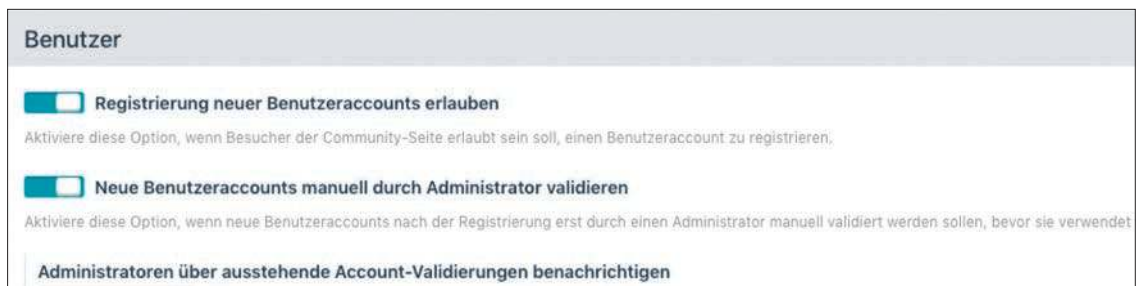 Benutzer
Registrierung neuer Benutzeraccounts erlauben
Aktiviere diese Option, wenn Besucher der Community-Seite erlaubt sein soll, einen Benutzeraccount zu registrieren.
Neue Benutzeraccounts manuell durch Administrator validieren
Aktiviere diese Option, wenn neue Benutzeraccounts nach der Registrierung erst durch einen Administrator manuell validiert werden sollen, bevor sie verwendet
Administratoren über ausstehende Account-Validierungen benachrichtigen